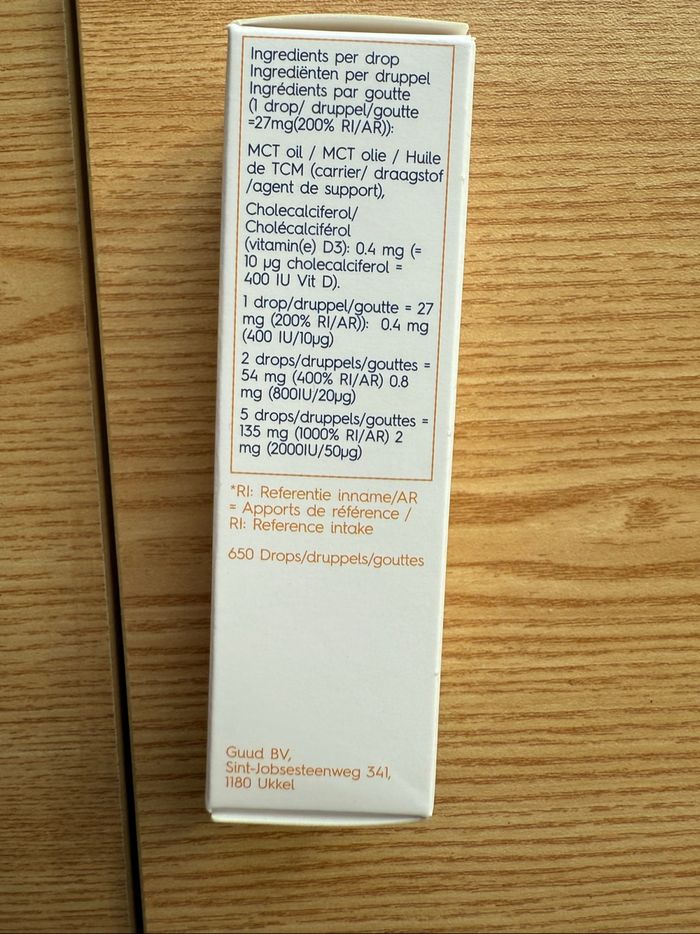 Ingredients per drop
Ingrediënten per druppel
Ingrédients par goutte
(1 drop/ druppel/goutte
=27mg(200% RI/AR)):
MCT oil / MCT olie / Huile
de TCM (carrier/ draagstof
/agent de support),
Cholecalciferol/
Cholécalciférol
(vitamin(e) D3): 0.4 mg (=
10 µg cholecalciferol =
400 IU Vit D).
1 drop/druppel/goutte = 27
mg (200% RI/AR)): 0.4 mg
(400 IU/10µg)
2 drops/druppels/gouttes =
54 mg (400% RI/AR) 0.8
mg (800IU/20µg)
5 drops/druppels/gouttes =
135 mg (1000% RI/AR) 2
mg (2000IU/50µg)
*RI: Referentie inname/AR
= Apports de référence /
RI: Reference intake
650 Drops/druppels/gouttes
Guud BV,
Sint-Jobsesteenweg 341,
1180 Ukkel